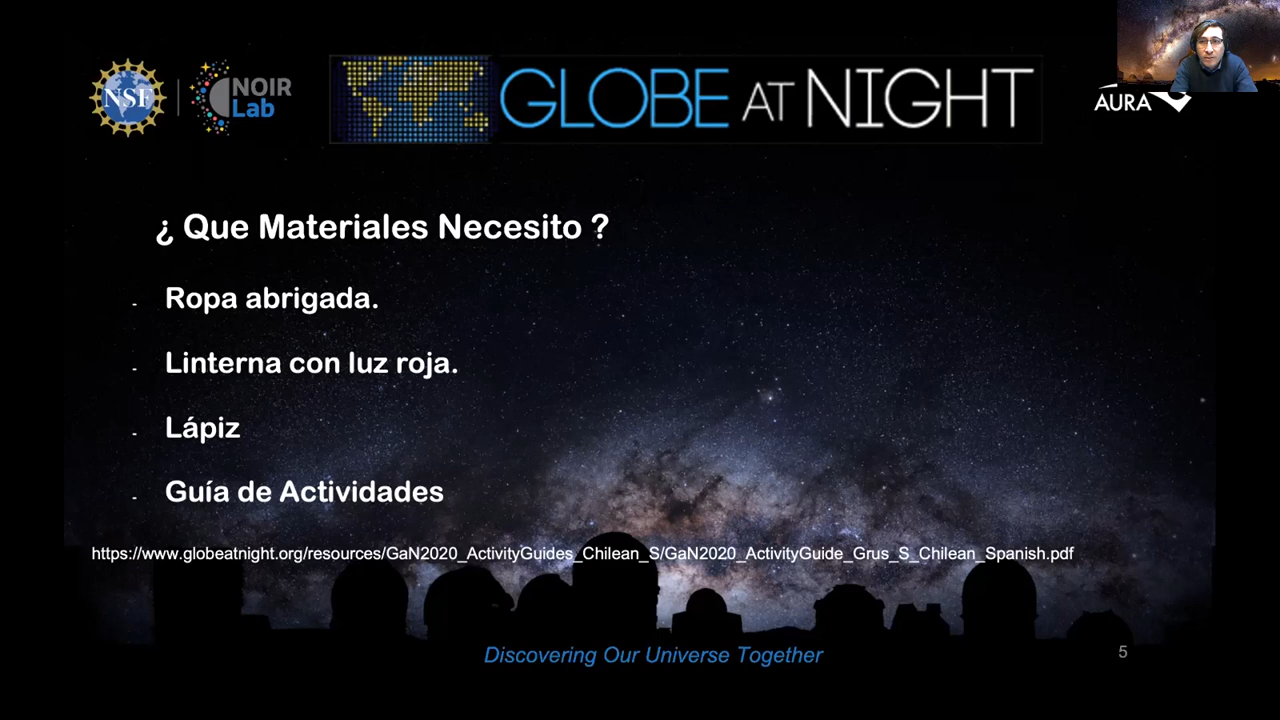 NSF
NOIR
Lab
GLOBE AT NIGHT
AURA
¿ Que Materiales Necesito ?
- Ropa abrigada.
- Linterna con luz roja.
- Lápiz
- Guía de Actividades
https://www.globeatnight.org/resources/GaN2020_ActivityGuides_Chilean_S/GaN2020_ActivityGuide_Grus_S_Chilean_Spanish.pdf
Discovering Our Universe Together
5